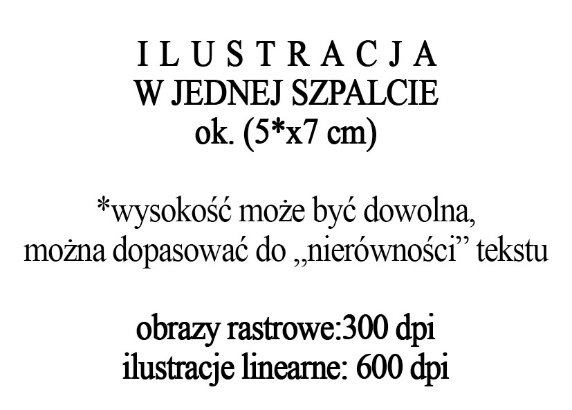 I L U S T R A C J A
W JEDNEJ SZPALCIE
ok. (5*x7 cm)
*wysokość może być dowolna,
można dopasować do „nierówności” tekstu
obrazy rastrowe:300 dpi
ilustracje linearne: 600 dpi